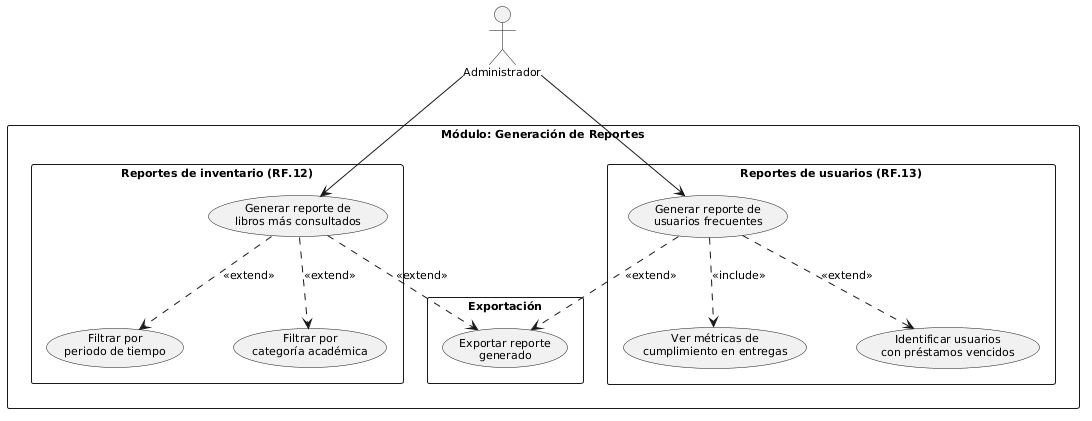 Administrador
Módulo: Generación de Reportes
Reportes de inventario (RF.12)
Reportes de usuarios (RF.13)
Generar reporte de
libros más consultados
Generar reporte de
usuarios frecuentes
«extend»
«extend»
«extend»
«extend»
«include»
«extend»
Exportación
Filtrar por
periodo de tiempo
Filtrar por
categoría académica
Exportar reporte
generado
Ver métricas de
cumplimiento en entregas
Identificar usuarios
con préstamos vencidos